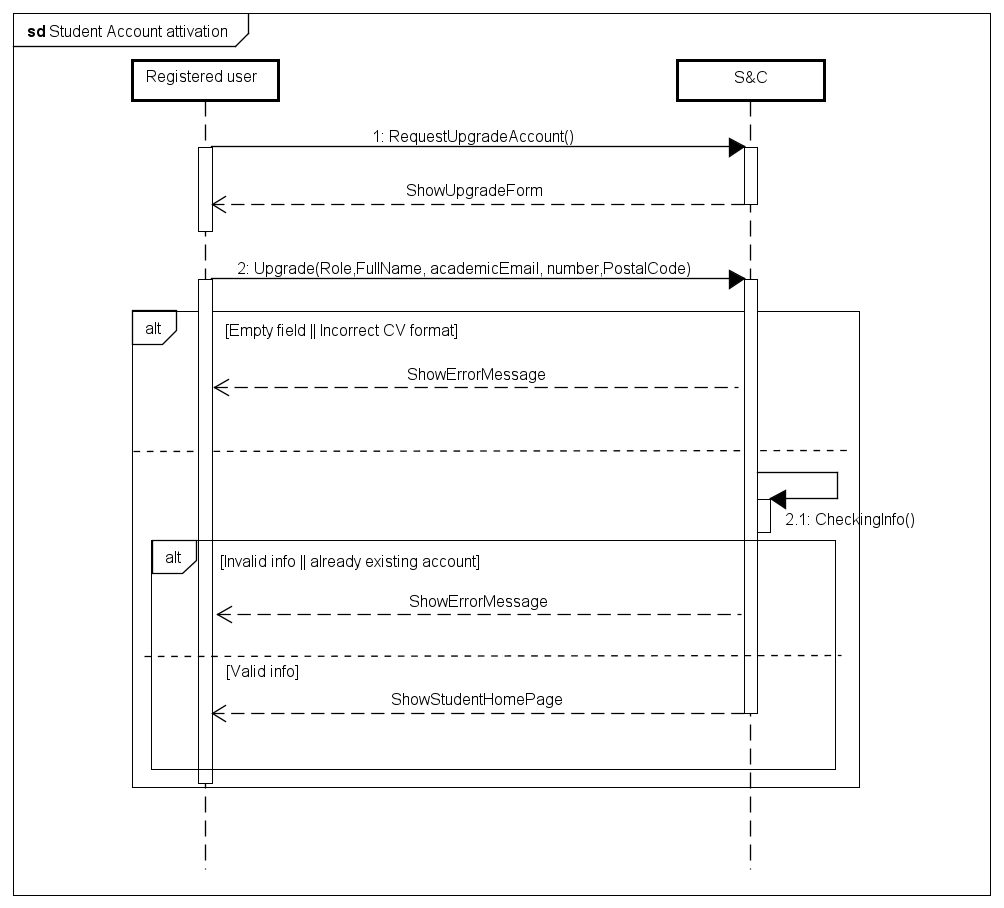 sd Student Account attivation
Registered user
S&C
1: RequestUpgradeAccount()
ShowUpgradeForm
2: Upgrade(Role,FullName, academicEmail, number,PostalCode)
alt
[Empty field || Incorrect CV format]
ShowErrorMessage
2.1: CheckingInfo()
alt
[Invalid info || already existing account]
ShowErrorMessage
[Valid info]
ShowStudentHomePage